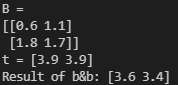 B =
[[0.6 1.1]
 [1.8 1.7]]
t = [3.9 3.9]
Result of b&b: [3.6 3.4]